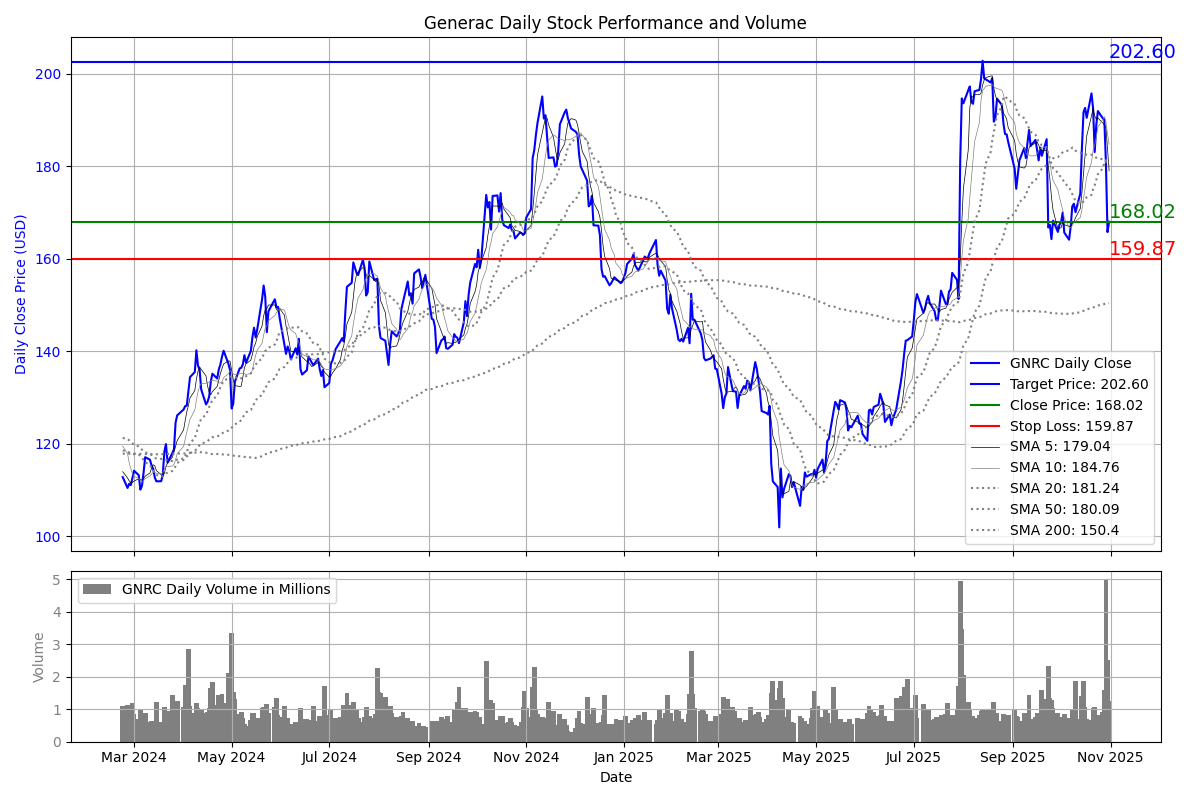 Generac Daily Stock Performance and Volume
202.60
168.02
159.87
Daily Close Price (USD)
200
180
160
140
120
100
GNRC Daily Close
Target Price: 202.60
Close Price: 168.02
Stop Loss: 159.87
SMA 5: 179.04
SMA 10: 184.76
SMA 20: 181.24
SMA 50: 180.09
SMA 200: 150.4
GNRC Daily Volume in Millions
Volume
5
4
3
2
1
0
Mar 2024 May 2024 Jul 2024 Sep 2024 Nov 2024 Jan 2025 Mar 2025 May 2025 Jul 2025 Sep 2025 Nov 2025
Date